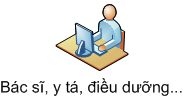 Bác sĩ, y tá, điều dưỡng...